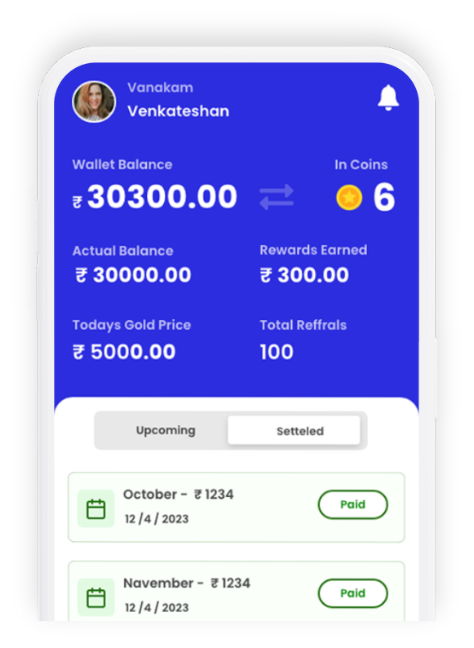 Vanakam
Venkateshan
Wallet Balance
In Coins
₹ 30300.00
6
Actual Balance
Rewards Earned
₹ 30000.00
₹ 300.00
Todays Gold Price
Total Reffrals
₹ 5000.00
100
Upcoming
Setteled
October - ₹ 1234
12 /4 / 2023
Paid
Navember - ₹ 1234
12 /4 / 2023
Paid